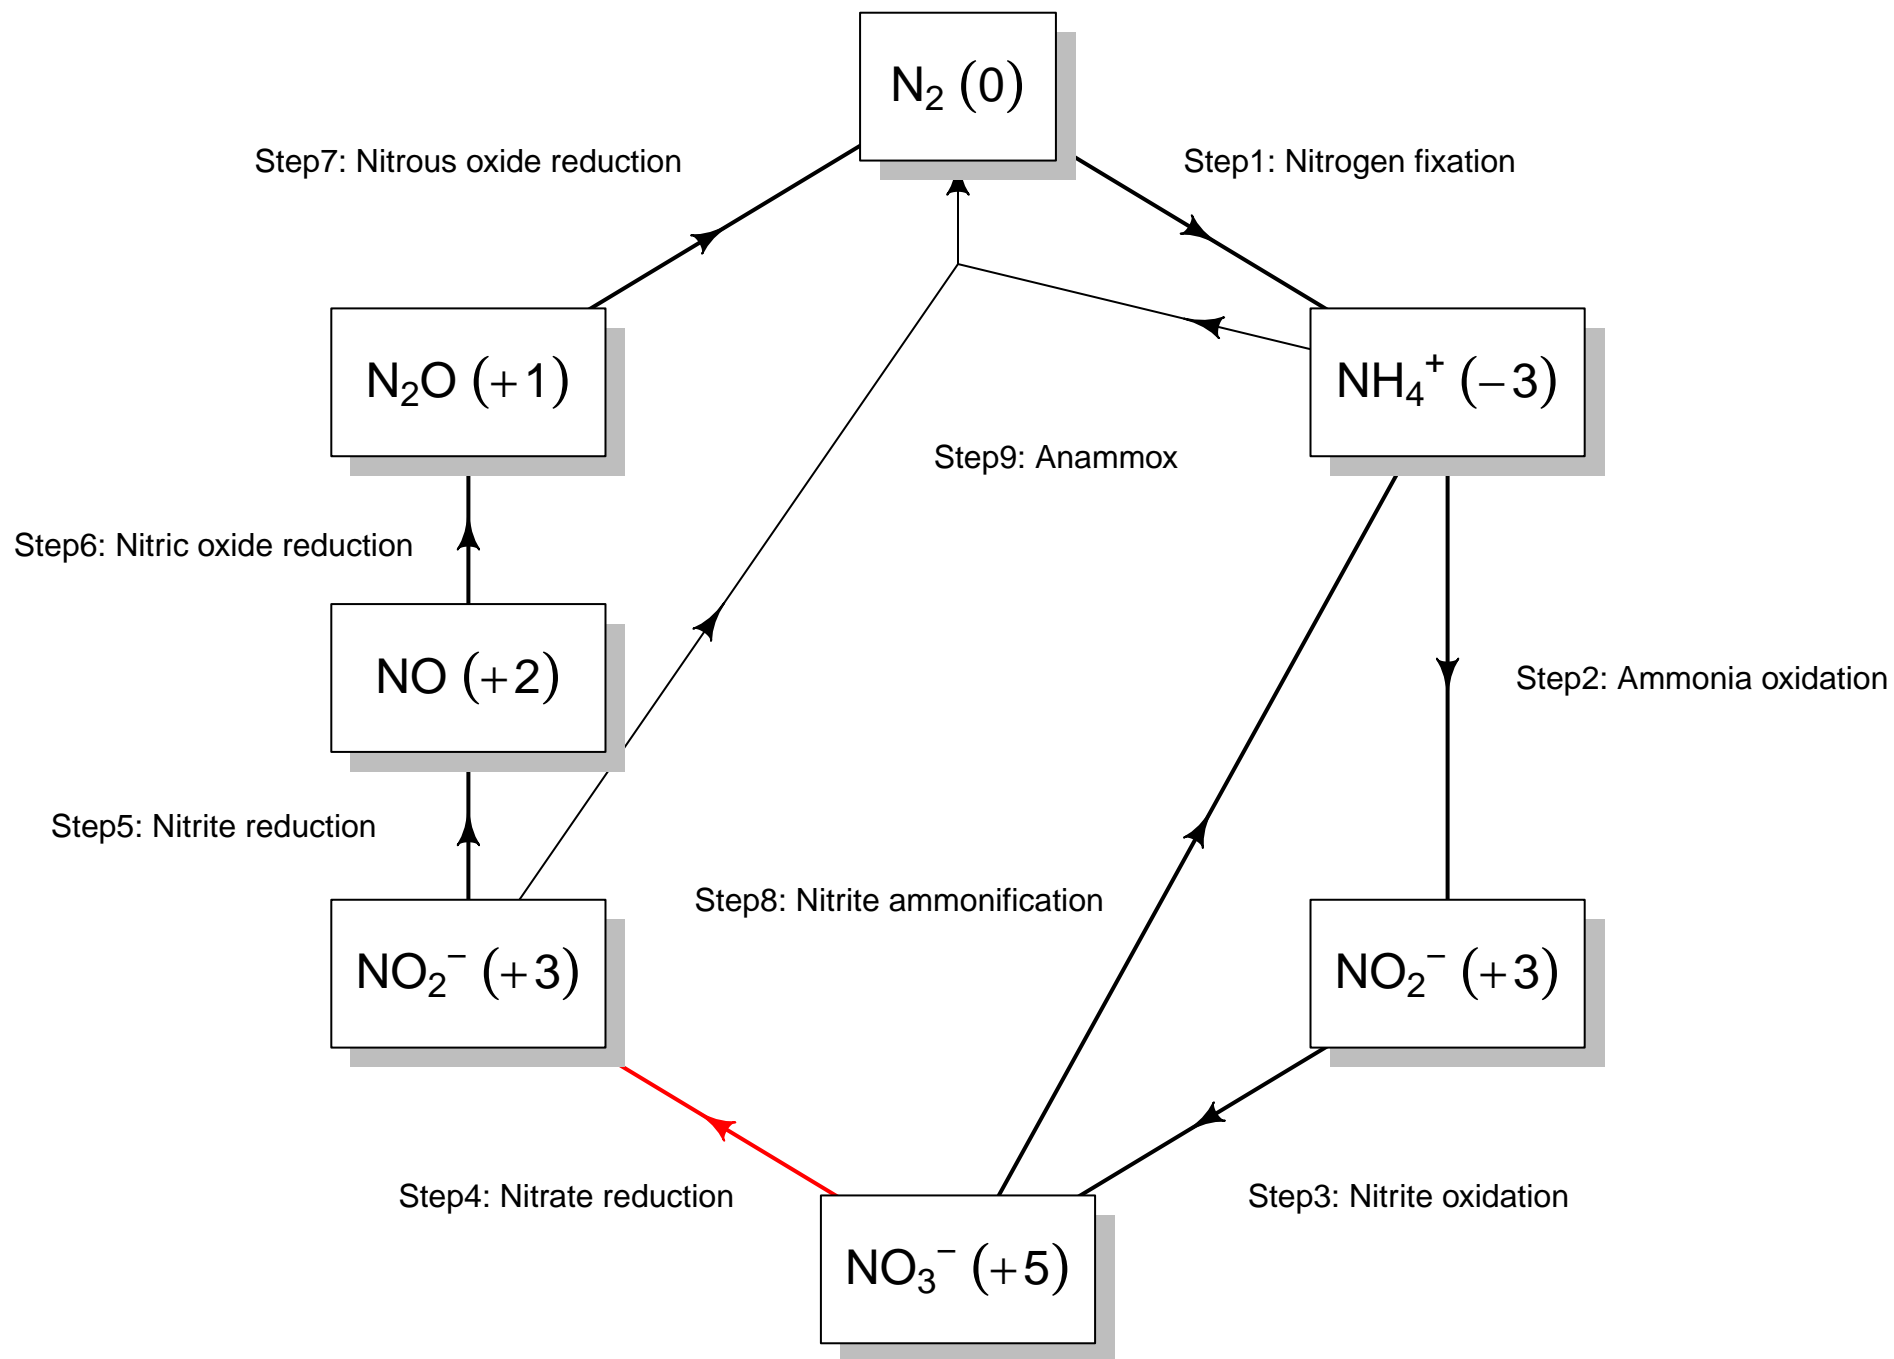 N₂ (0)
Step7: Nitrous oxide reduction
Step1: Nitrogen fixation
N₂O (+1)
NH₄⁺ (−3)
Step9: Anammox
Step6: Nitric oxide reduction
NO (+2)
Step2: Ammonia oxidation
Step5: Nitrite reduction
Step8: Nitrite ammonification
NO₂⁻ (+3)
NO₂⁻ (+3)
Step4: Nitrate reduction
Step3: Nitrite oxidation
NO₃⁻ (+5)